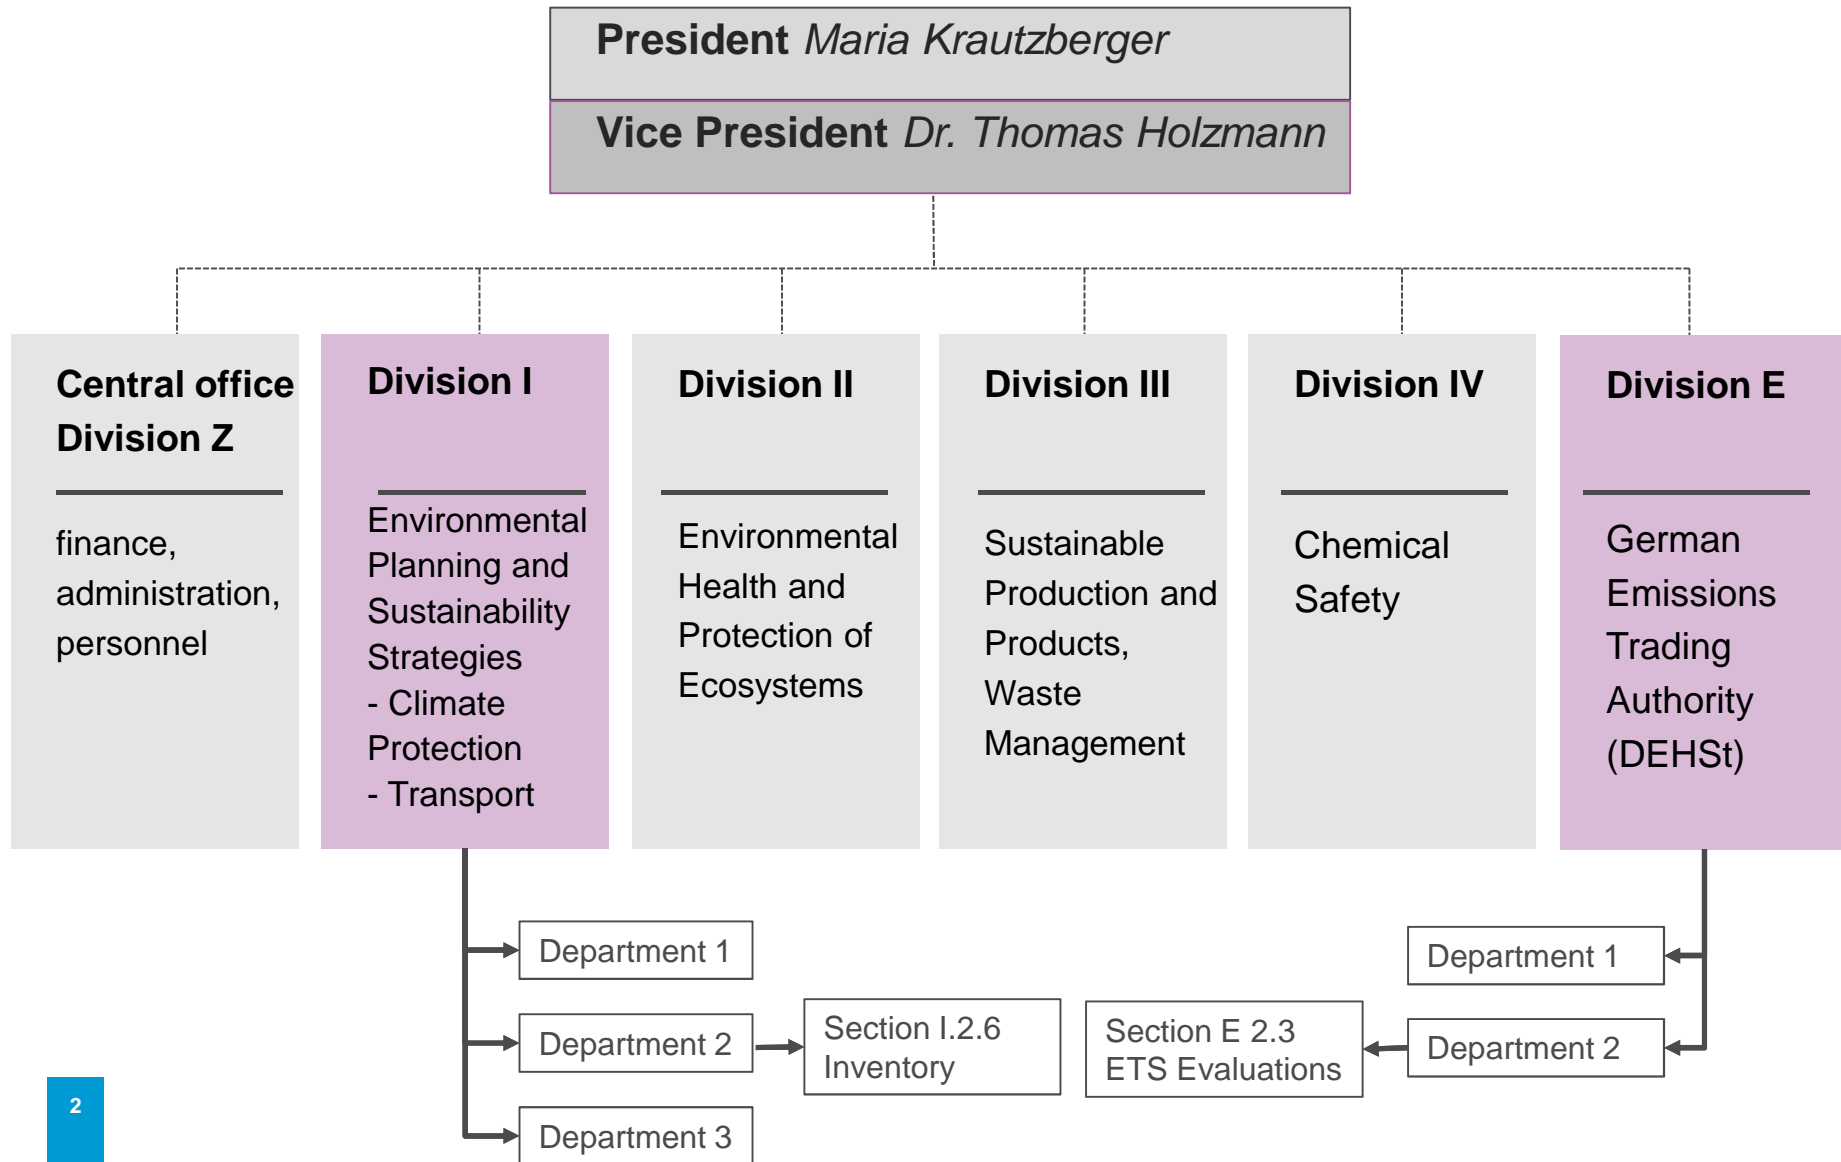 President Maria Krautzberger
Vice President Dr. Thomas Holzmann
Central office
Division Z
finance,
administration,
personnel
Division I
Environmental
Planning and
Sustainability
Strategies
- Climate
Protection
- Transport
Division II
Environmental
Health and
Protection of
Ecosystems
Division III
Sustainable
Production and
Products,
Waste
Management
Division IV
Chemical
Safety
Division E
German
Emissions
Trading
Authority
(DEHSt)
Department 1
Department 2
Section I.2.6
Inventory
Department 3
Department 1
Section E 2.3
ETS Evaluations
Department 2
2